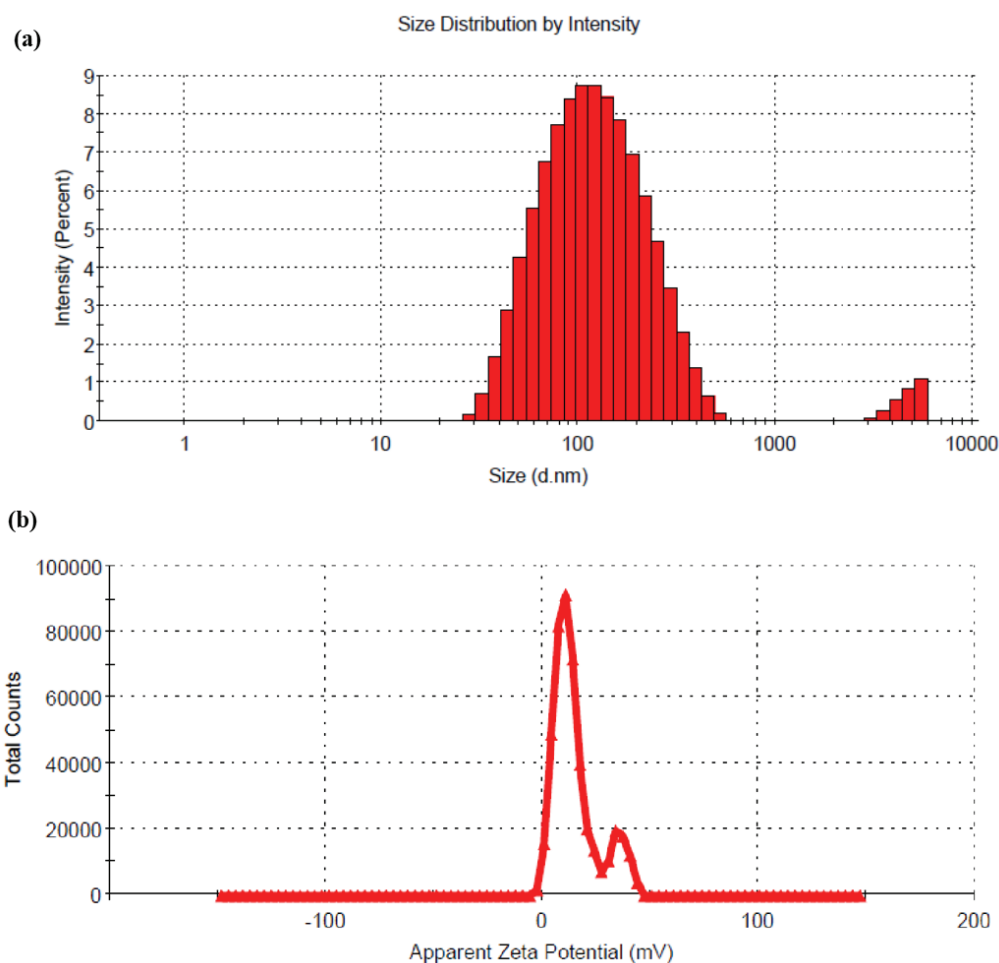 (a)
Size Distribution by Intensity
9
8
7
6
5
4
3
2
1
0
Intensity (Percent)
1 10 100 1000 10000
Size (d.nm)
(b)
100000
80000
60000
40000
20000
0
Total Counts
-100 0 100 200
Apparent Zeta Potential (mV)